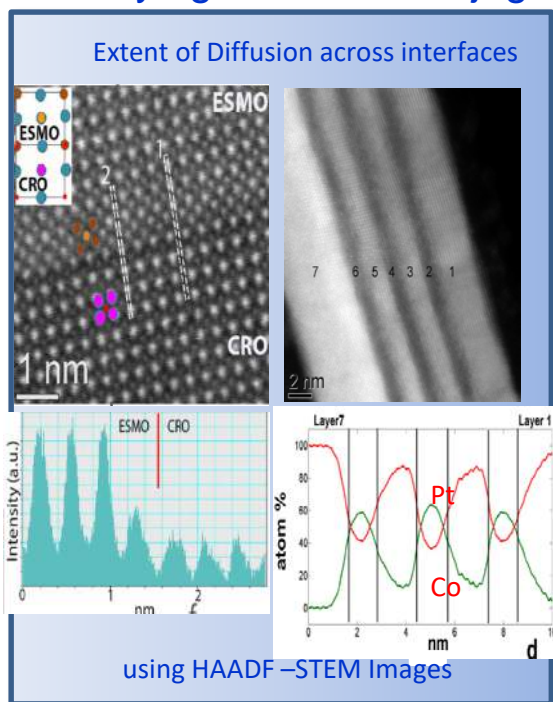 Extent of Diffusion across interfaces
ESMO
ESMO
CRO
1
2
1 nm
CRO
7 6 5 4 3 2 1
2 nm
ESMO CRO
Intensity (a.u.)
0 1 2
nm f
Layer7 Layer 1
100
80
60
40
20
0
atom %
Pt
Co
0 2 4 6 8 10
nm d
using HAADF –STEM Images